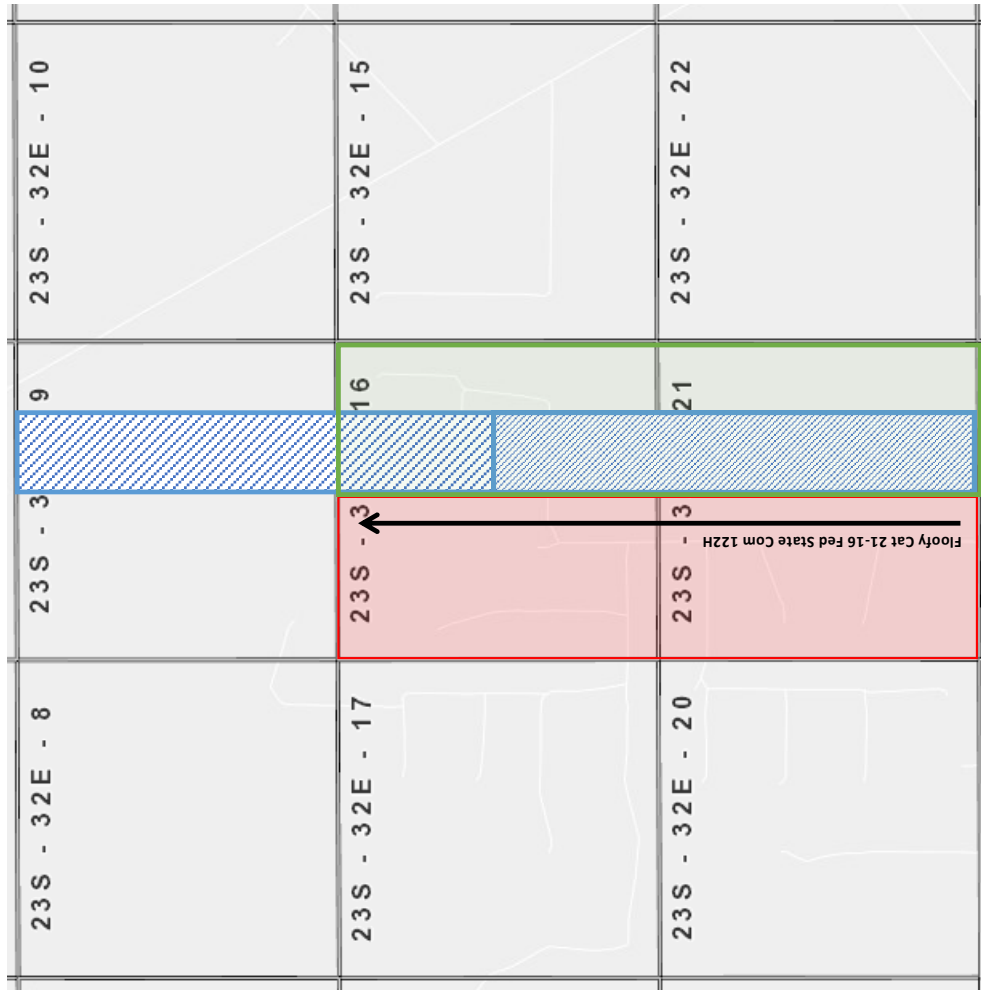 23S - 32E - 10
23S - 32E - 15
23S - 32E - 22
23S - 3
9
23S - 3
16
23S - 3
21
Floofy Cat 21-16 State Fed Com 122H
23S - 32E - 8
23S - 32E - 17
23S - 32E - 20